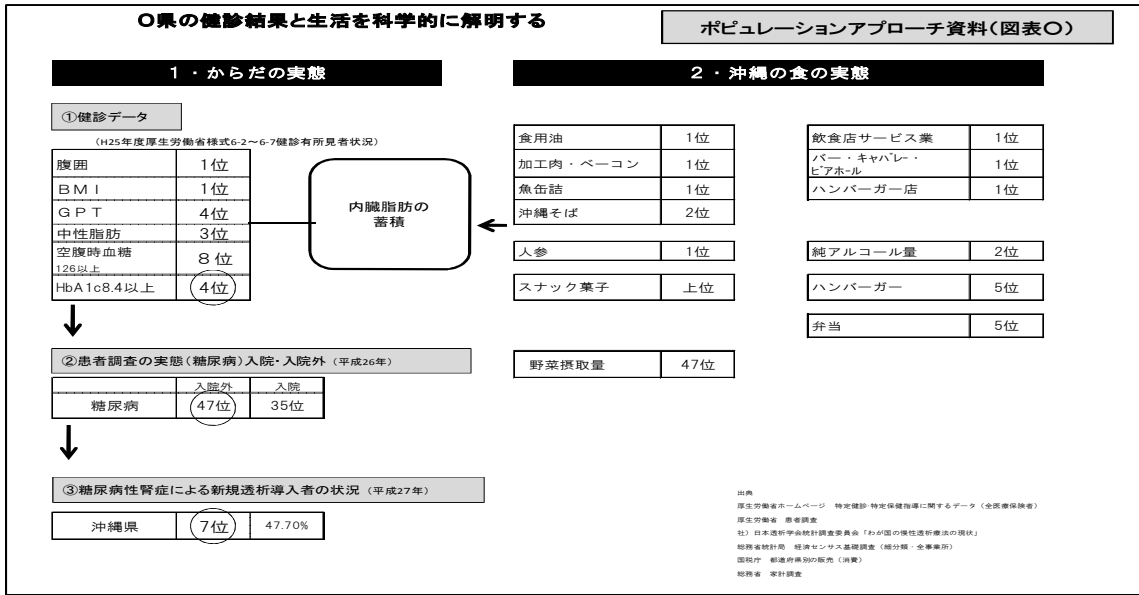 〇県の健診結果と生活を科学的に解明する
ポピュレーションアプローチ資料(図表〇)
1・からだの実態
2・沖縄の食の実態
①健診データ
(H25年度厚生労働省様式6-2~6-7健診有所見者状況)
腹囲 1位
BMI 1位
GPT 4位
中性脂肪 3位
空腹時血糖 8位
126以上
HbA1c8.4以上 4位
内臓脂肪の
蓄積
食用油 1位
加工肉・ベーコン 1位
魚缶詰 1位
沖縄そば 2位
人参 1位
スナック菓子 上位
野菜摂取量 47位
飲食店サービス業 1位
バー・キャバレー・
ビアホール 1位
ハンバーガー店 1位
純アルコール量 2位
ハンバーガー 5位
弁当 5位
②患者調査の実態(糖尿病)入院・入院外(平成26年)
入院外 入院
糖尿病 47位 35位
③糖尿病性腎症による新規透析導入者の状況(平成27年)
沖縄県 7位 47.70%
出典
厚生労働省ホームページ 特定健診・特定保健指導に関するデータ(全医療保険者)
厚生労働省 患者調査
社)日本透析学会統計調査委員会「わが国の慢性透析療法の現状」
総務省統計局 経済センサス基礎調査(細分類・全事業所)
国税庁 都道府県別の販売(消費)
総務省 家計調査